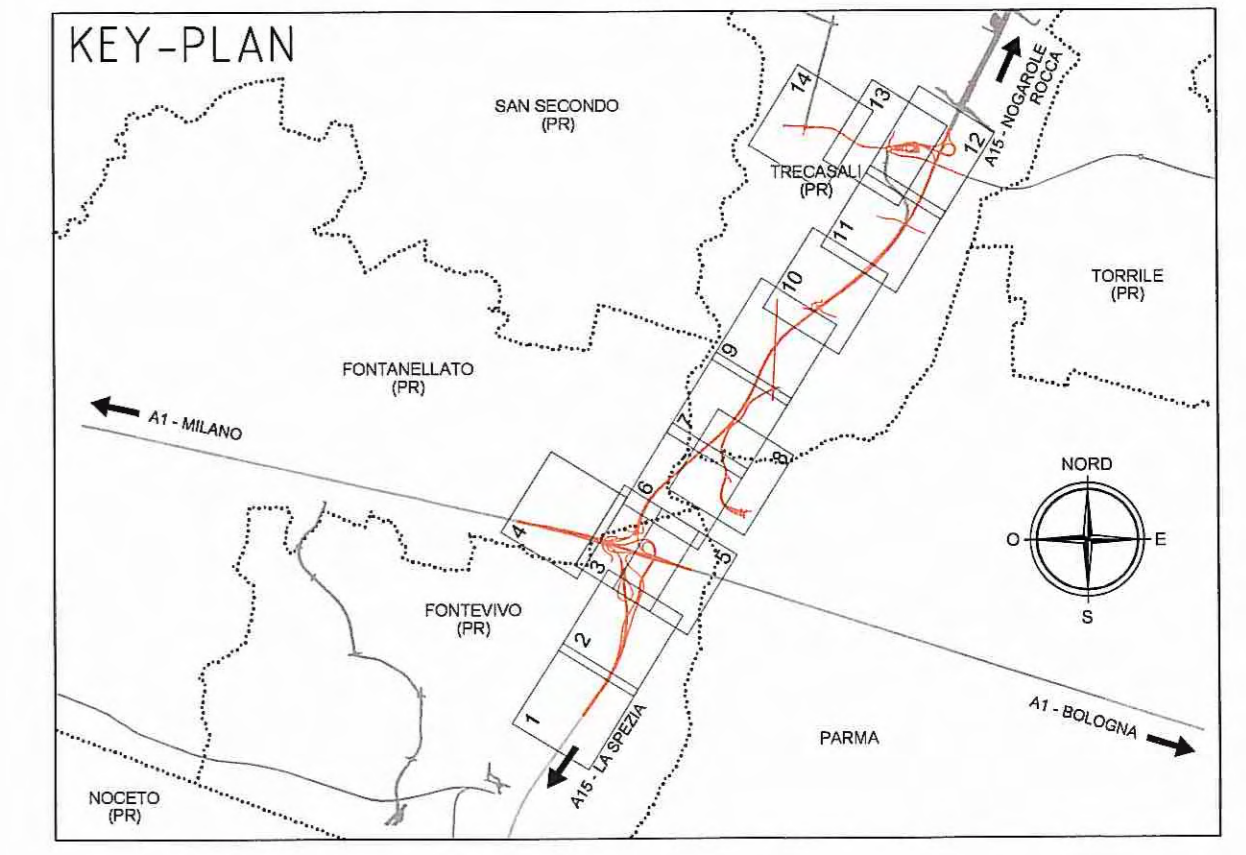 KEY-PLAN
SAN SECONDO
(PR)
14
13
12
A15 - NOGAROLE
ROCCA
TRECASALI
(PR)
11
10
TORRILE
(PR)
9
FONTANELLATO
(PR)
A1 - MILANO
7
8
6
NORD
O
E
S
4
3
5
FONTEVIVO
(PR)
2
1
A15 - LA SPEZIA
A1 - BOLOGNA
PARMA
NOCETO
(PR)